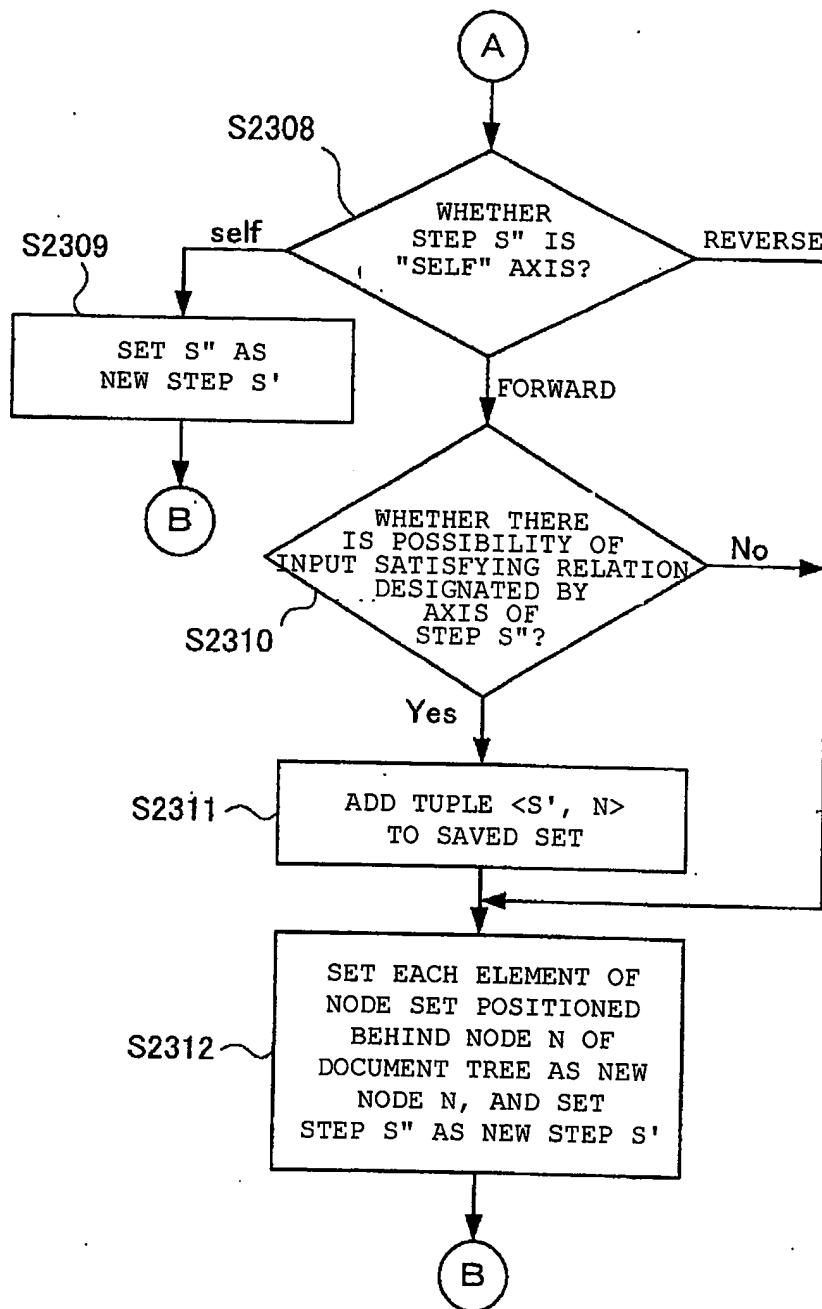 A
S2308
WHETHER
STEP S" IS
"SELF" AXIS?
self
REVERSE
S2309
SET S" AS
NEW STEP S'
FORWARD
B
WHETHER THERE
IS POSSIBILITY OF
INPUT SATISFYING RELATION
DESIGNATED BY
AXIS OF
STEP S"?
No
S2310
Yes
S2311
ADD TUPLE <S', N>
TO SAVED SET
SET EACH ELEMENT OF
NODE SET POSITIONED
BEHIND NODE N OF
DOCUMENT TREE AS NEW
NODE N, AND SET
STEP S" AS NEW STEP S'
S2312
B